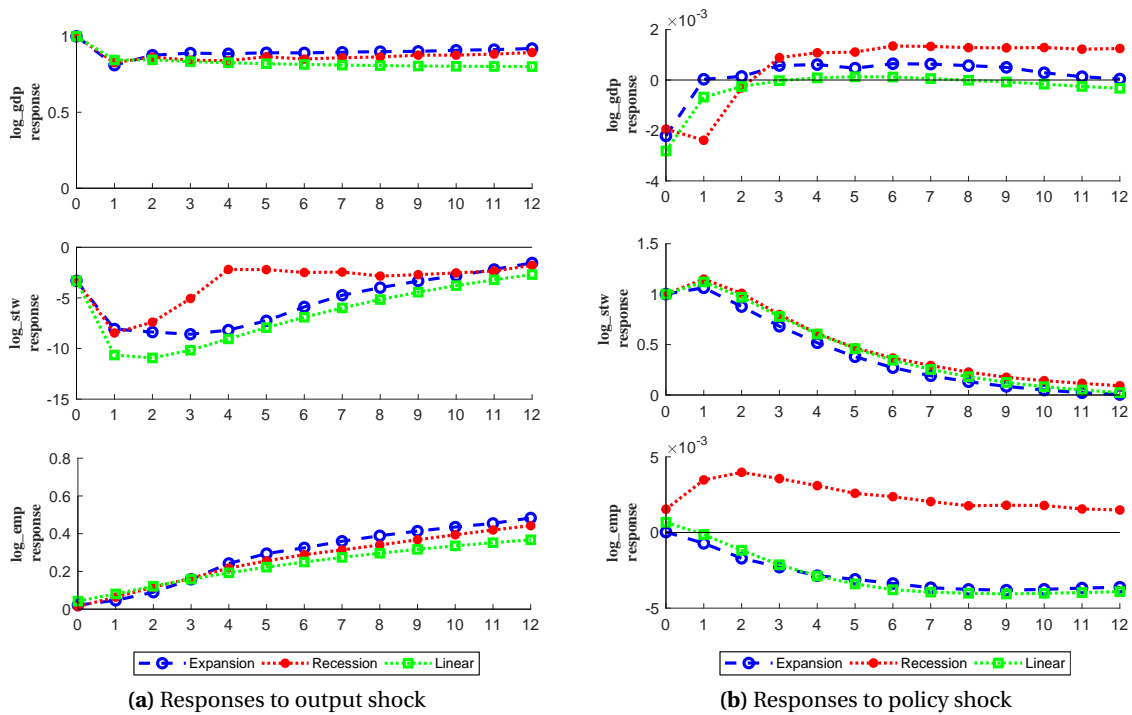 1
0.5
0
log_gdp
response
0 1 2 3 4 5 6 7 8 9 10 11 12
0
-5
-10
-15
log_stw
response
0 1 2 3 4 5 6 7 8 9 10 11 12
0.8
0.6
0.4
0.2
0
log_emp
response
0 1 2 3 4 5 6 7 8 9 10 11 12
Expansion Recession Linear
(a) Responses to output shock
×10⁻³
2
0
-2
-4
log_gdp
response
0 1 2 3 4 5 6 7 8 9 10 11 12
1.5
1
0.5
0
log_stw
response
0 1 2 3 4 5 6 7 8 9 10 11 12
×10⁻³
5
0
-5
log_emp
response
0 1 2 3 4 5 6 7 8 9 10 11 12
Expansion Recession Linear
(b) Responses to policy shock